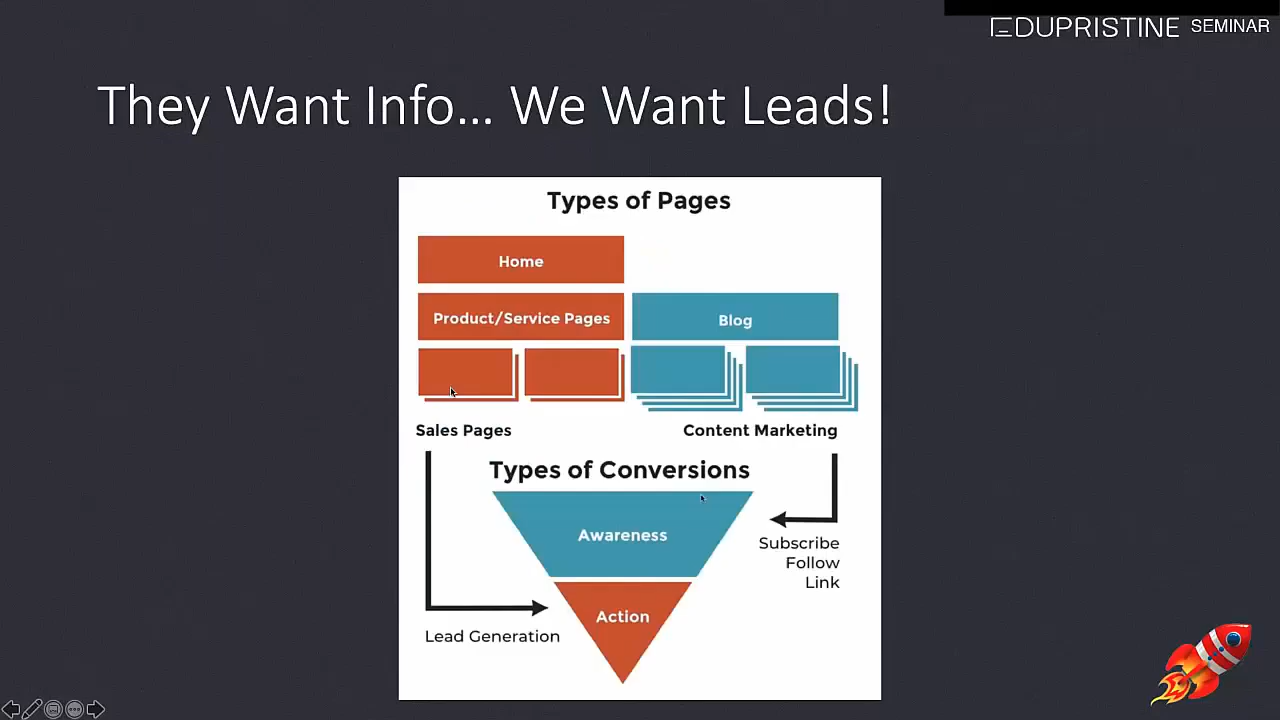 EDUPRISTINE SEMINAR
They Want Info... We Want Leads!
Types of Pages
Home
Product/Service Pages
Blog
Sales Pages
Content Marketing
Types of Conversions
Awareness
Subscribe
Follow
Link
Action
Lead Generation